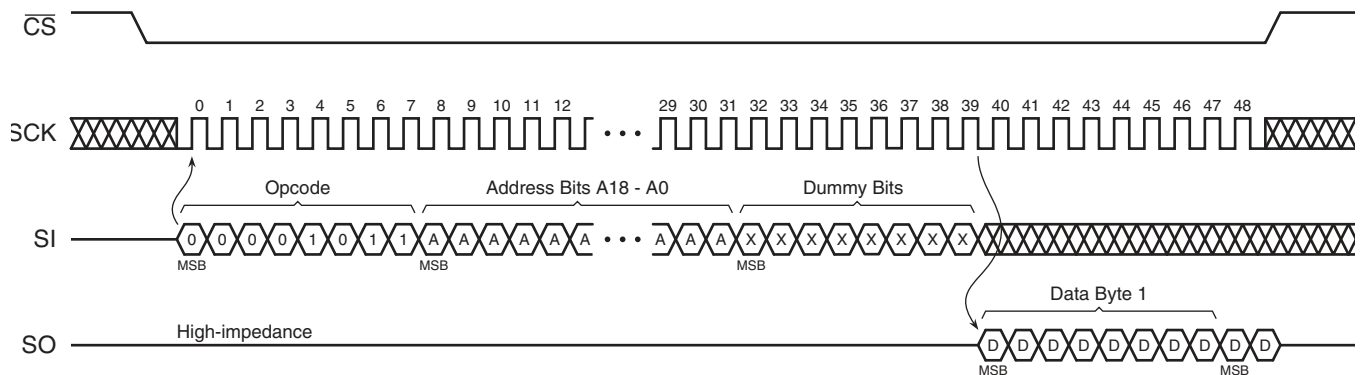 CS
0 1 2 3 4 5 6 7 8 9 10 11 12 29 30 31 32 33 34 35 36 37 38 39 40 41 42 43 44 45 46 47 48
SCK
Opcode Address Bits A18 - A0 Dummy Bits
SI 0 0 0 0 1 0 1 1 A A A A A A A A A X X X X X X X X
MSB MSB MSB
Data Byte 1
High-impedance
SO D D D D D D D D D D
MSB MSB